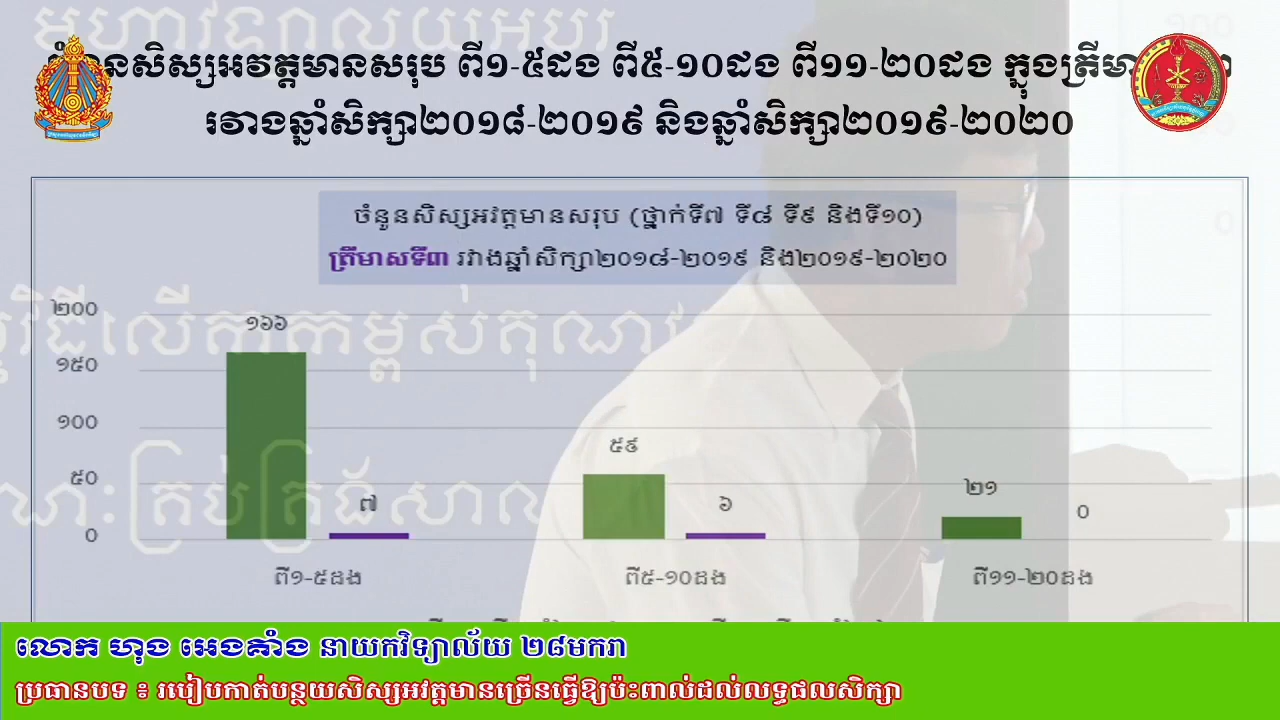 មហាវិទ្យាល័យអប់រំ
សិស្សអវត្តមានសរុប ពី១-៥ដង ពី៥-១០ដង ពី១១-២០ដង ក្នុង
រវាងឆ្នាំសិក្សា២០១៨-២០១៩ និងឆ្នាំសិក្សា២០១៩-២០២០
ចំនួនសិស្សអវត្តមានសរុប (ថ្នាក់ទី៧ ទី៨ ទី៩ និងទី១០)
ត្រីមាសទី៣ រវាងឆ្នាំសិក្សា២០១៨-២០១៩ និង២០១៩-២០២០
២០០
១៥០
១០០
៥០
០
១៦៦
៧
៥៩
៦
២១
០
ពី១-៥ដង
ពី៥-១០ដង
ពី១១-២០ដង
លោក ហុង អេងគាំង នាយកវិទ្យាល័យ ២៨មករា
ប្រធានបទ ៖ របៀបកាត់បន្ថយសិស្សអវត្តមានច្រើនធ្វើឱ្យប៉ះពាល់ដល់លទ្ធផលសិក្សា